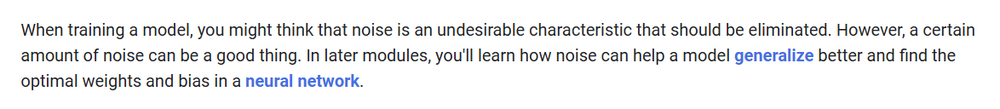 When training a model, you might think that noise is an undesirable characteristic that should be eliminated. However, a certain
amount of noise can be a good thing. In later modules, you'll learn how noise can help a model generalize better and find the
optimal weights and bias in a neural network.